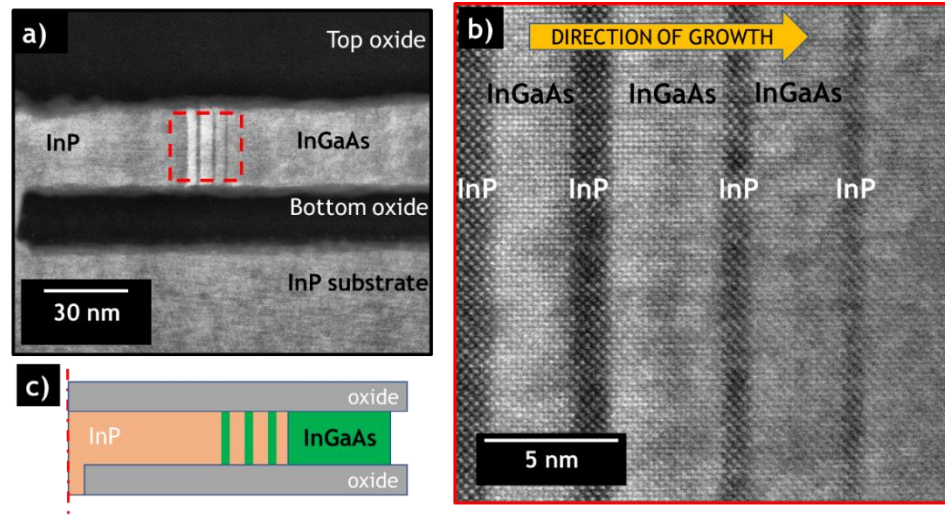 a)
Top oxide
InP
InGaAs
Bottom oxide
InP substrate
30 nm
b)
DIRECTION OF GROWTH
InGaAs
InGaAs
InGaAs
InP
InP
InP
InP
5 nm
c)
oxide
InP
InGaAs
oxide